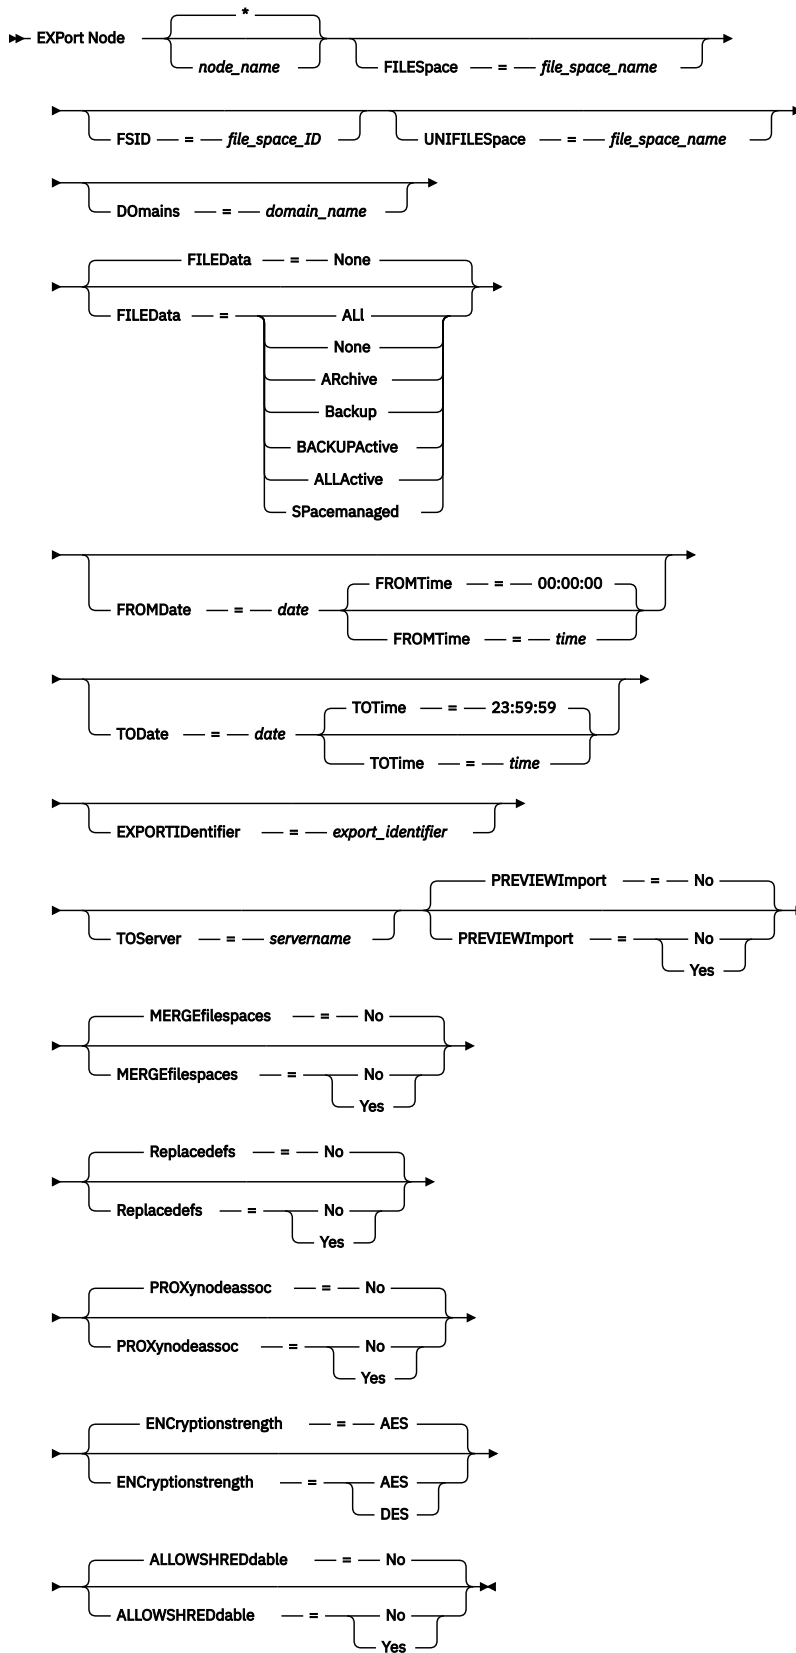 *
EXPort Node
node_name
FILESpace = file_space_name
FSID = file_space_ID
UNIFILESpace = file_space_name
DOmains = domain_name
FILEData = None
FILEData = ALl
None
ARchive
Backup
BACKUPActive
ALLActive
SPacemanaged
FROMTime = 00:00:00
FROMDate = date
FROMTime = time
TOTime = 23:59:59
TODate = date
TOTime = time
EXPORTIDentifier = export_identifier
PREVIEWImport = No
TOServer = servername
PREVIEWImport = No
Yes
MERGEfilespaces = No
MERGEfilespaces = No
Yes
Replacedefs = No
Replacedefs = No
Yes
PROXynodeassoc = No
PROXynodeassoc = No
Yes
ENCryptionstrength = AES
ENCryptionstrength = AES
DES
ALLOWSHREDdable = No
ALLOWSHREDdable = No
Yes